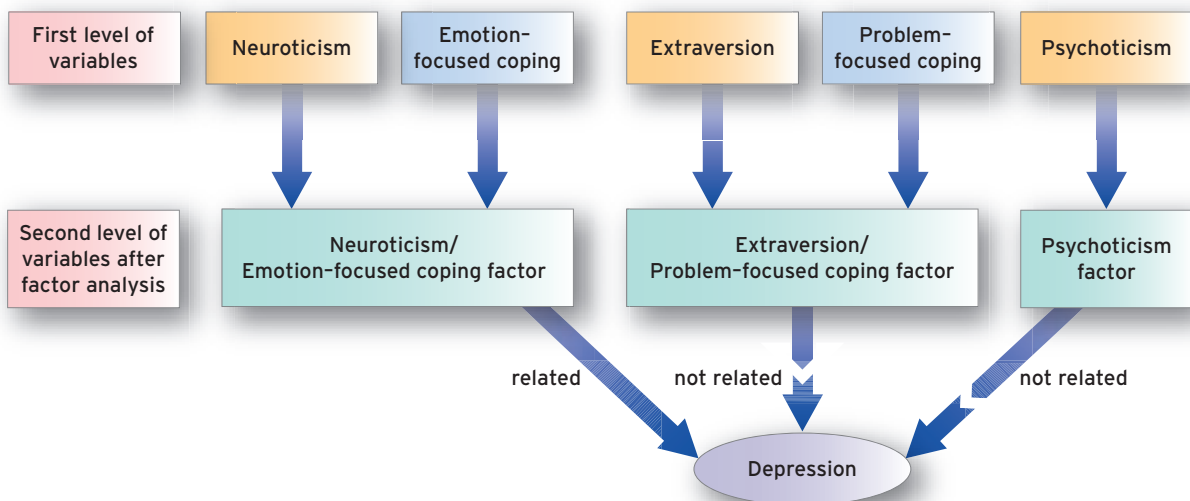 First level of
variables
Neuroticism
Emotion–
focused coping
Extraversion
Problem–
focused coping
Psychoticism
Second level of
variables after
factor analysis
Neuroticism/
Emotion–focused coping factor
Extraversion/
Problem–focused coping factor
Psychoticism
factor
related
not related
not related
Depression